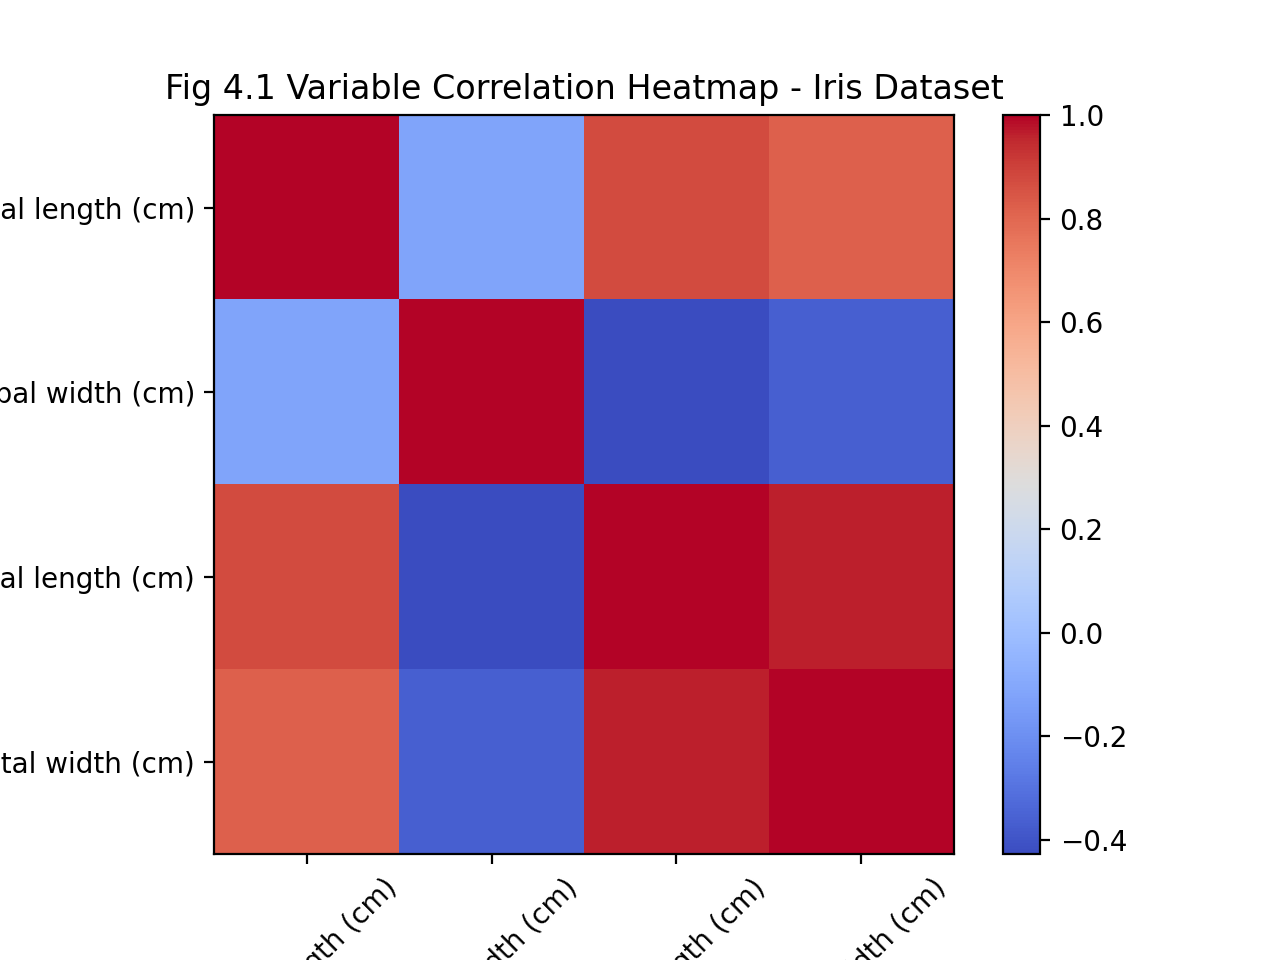 Fig 4.1 Variable Correlation Heatmap - Iris Dataset
al length (cm)
pal width (cm)
al length (cm)
tal width (cm)
gth (cm)
dth (cm)
gth (cm)
dth (cm)
1.0
0.8
0.6
0.4
0.2
0.0
−0.2
−0.4